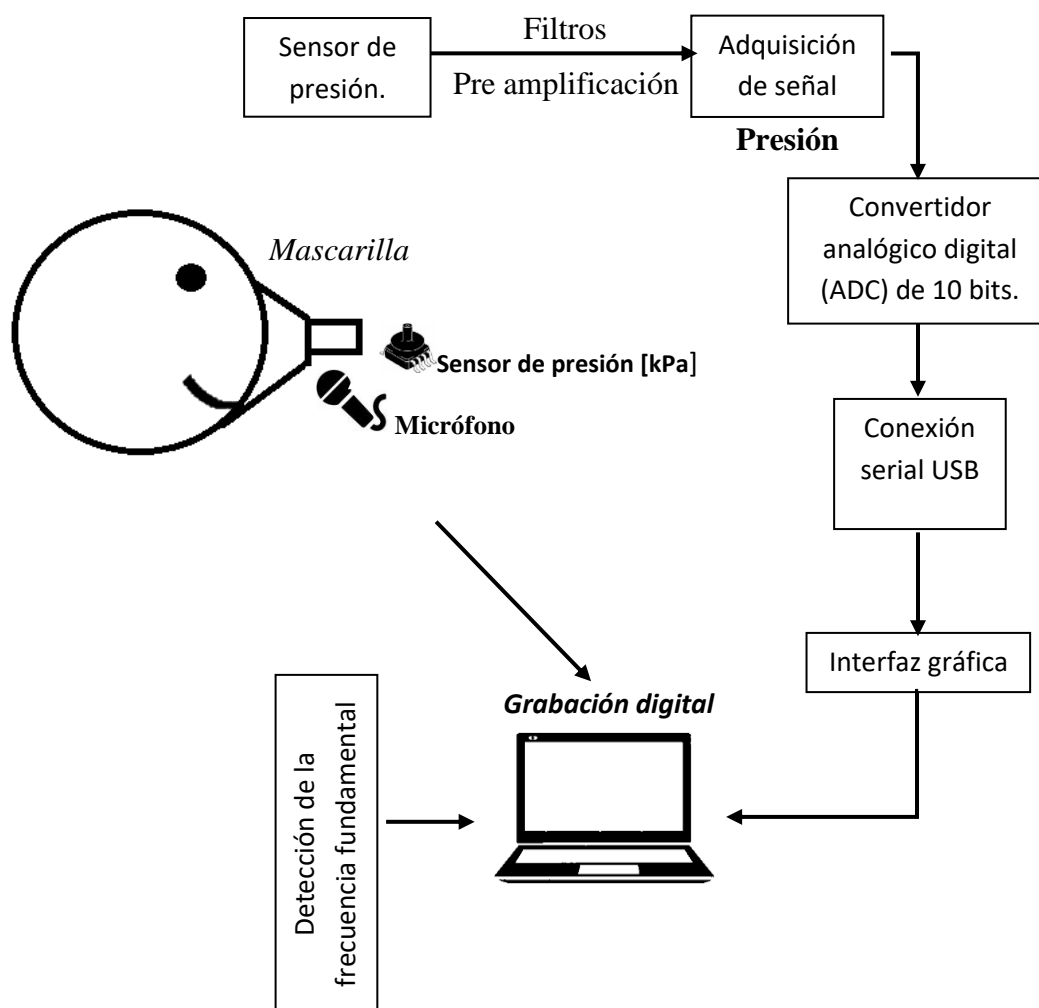 Sensor de
presión.
Filtros
Pre amplificación
Adquisición
de señal
Presión
Convertidor
analógico digital
(ADC) de 10 bits.
Mascarilla
Sensor de presión [kPa]
Micrófono
Conexión
serial USB
Interfaz gráfica
Grabación digital
Detección de la
frecuencia fundamental